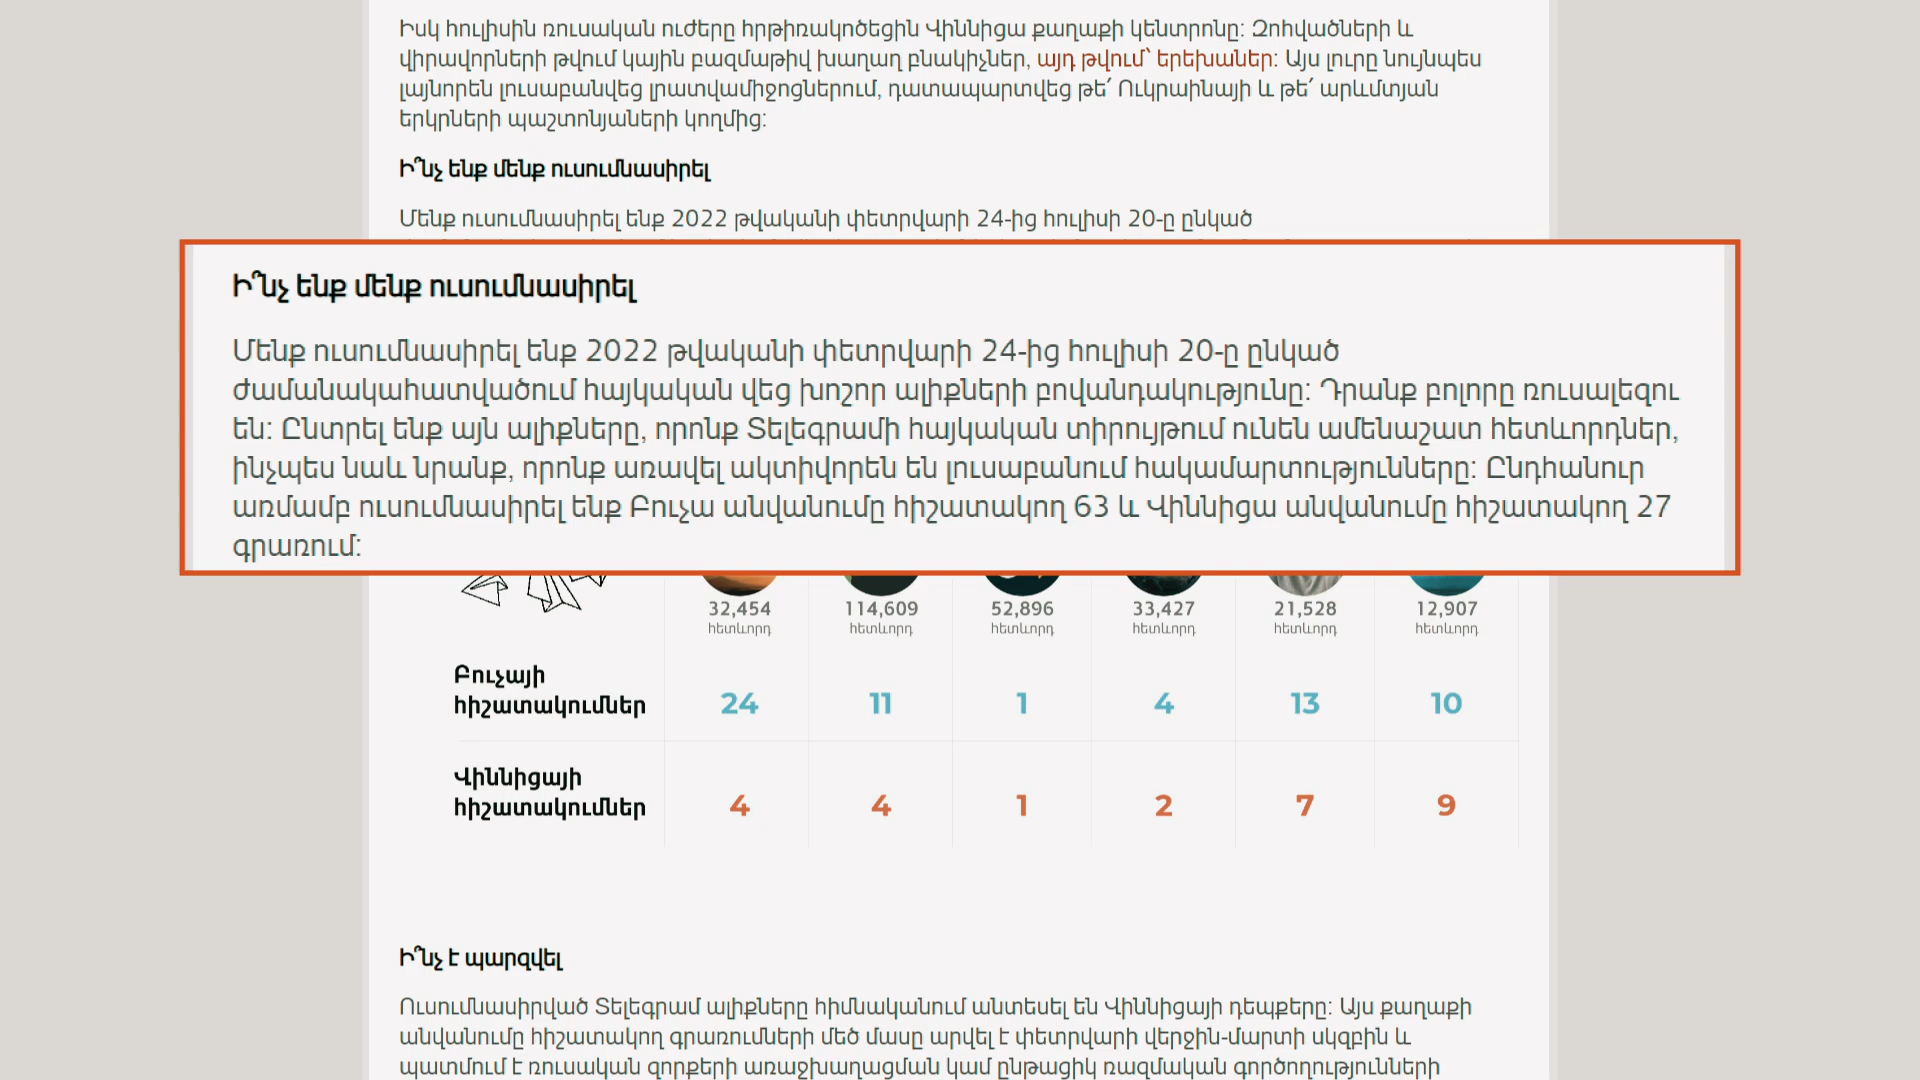 Իսկ հուլիսին ռուսական ուժերը հրթիռակոծեցին Վիննիցա քաղաքի կենտրոնը։ Զոհվածների և
վիրավորների թվում կային բազմաթիվ խաղաղ բնակիչներ, այդ թվում՝ երեխաներ։ Այս լուրը նույնպես
լայնորեն լուսաբանվեց լրատվամիջոցներում, դատապարտվեց թե՛ Ուկրաինայի և թե՛ արևմտյան
երկրների պաշտոնյաների կողմից։
Ի՞նչ ենք մենք ուսումնասիրել
Մենք ուսումնասիրել ենք 2022 թվականի փետրվարի 24-ից հուլիսի 20-ը ընկած
Ի՞նչ ենք մենք ուսումնասիրել
Մենք ուսումնասիրել ենք 2022 թվականի փետրվարի 24-ից հուլիսի 20-ը ընկած
ժամանակահատվածում հայկական վեց խոշոր ալիքների բովանդակությունը։ Դրանք բոլորը ռուսալեզու
են։ Ընտրել ենք այն ալիքները, որոնք Տելեգրամի հայկական տիրույթում ունեն ամենաշատ հետևորդներ,
ինչպես նաև նրանք, որոնք առավել ակտիվորեն են լուսաբանում հակամարտությունները։ Ընդհանուր
առմամբ ուսումնասիրել ենք Բուչա անվանումը հիշատակող 63 և Վիննիցա անվանումը հիշատակող 27
գրառում։
32,454 114,609 52,896 33,427 21,528 12,907
հետևորդ հետևորդ հետևորդ հետևորդ հետևորդ հետևորդ
Բուչայի
հիշատակումներ 24 11 1 4 13 10
Վիննիցայի
հիշատակումներ 4 4 1 2 7 9
Ի՞նչ է պարզվել
Ուսումնասիրված Տելեգրամ ալիքները հիմնականում անտեսել են Վիննիցայի դեպքերը։ Այս քաղաքի
անվանումը հիշատակող գրառումների մեծ մասը արվել է փետրվարի վերջին-մարտի սկզբին և
պատմում է ռուսական զորքերի առաջխաղացման կամ ընթացիկ ռազմական գործողությունների